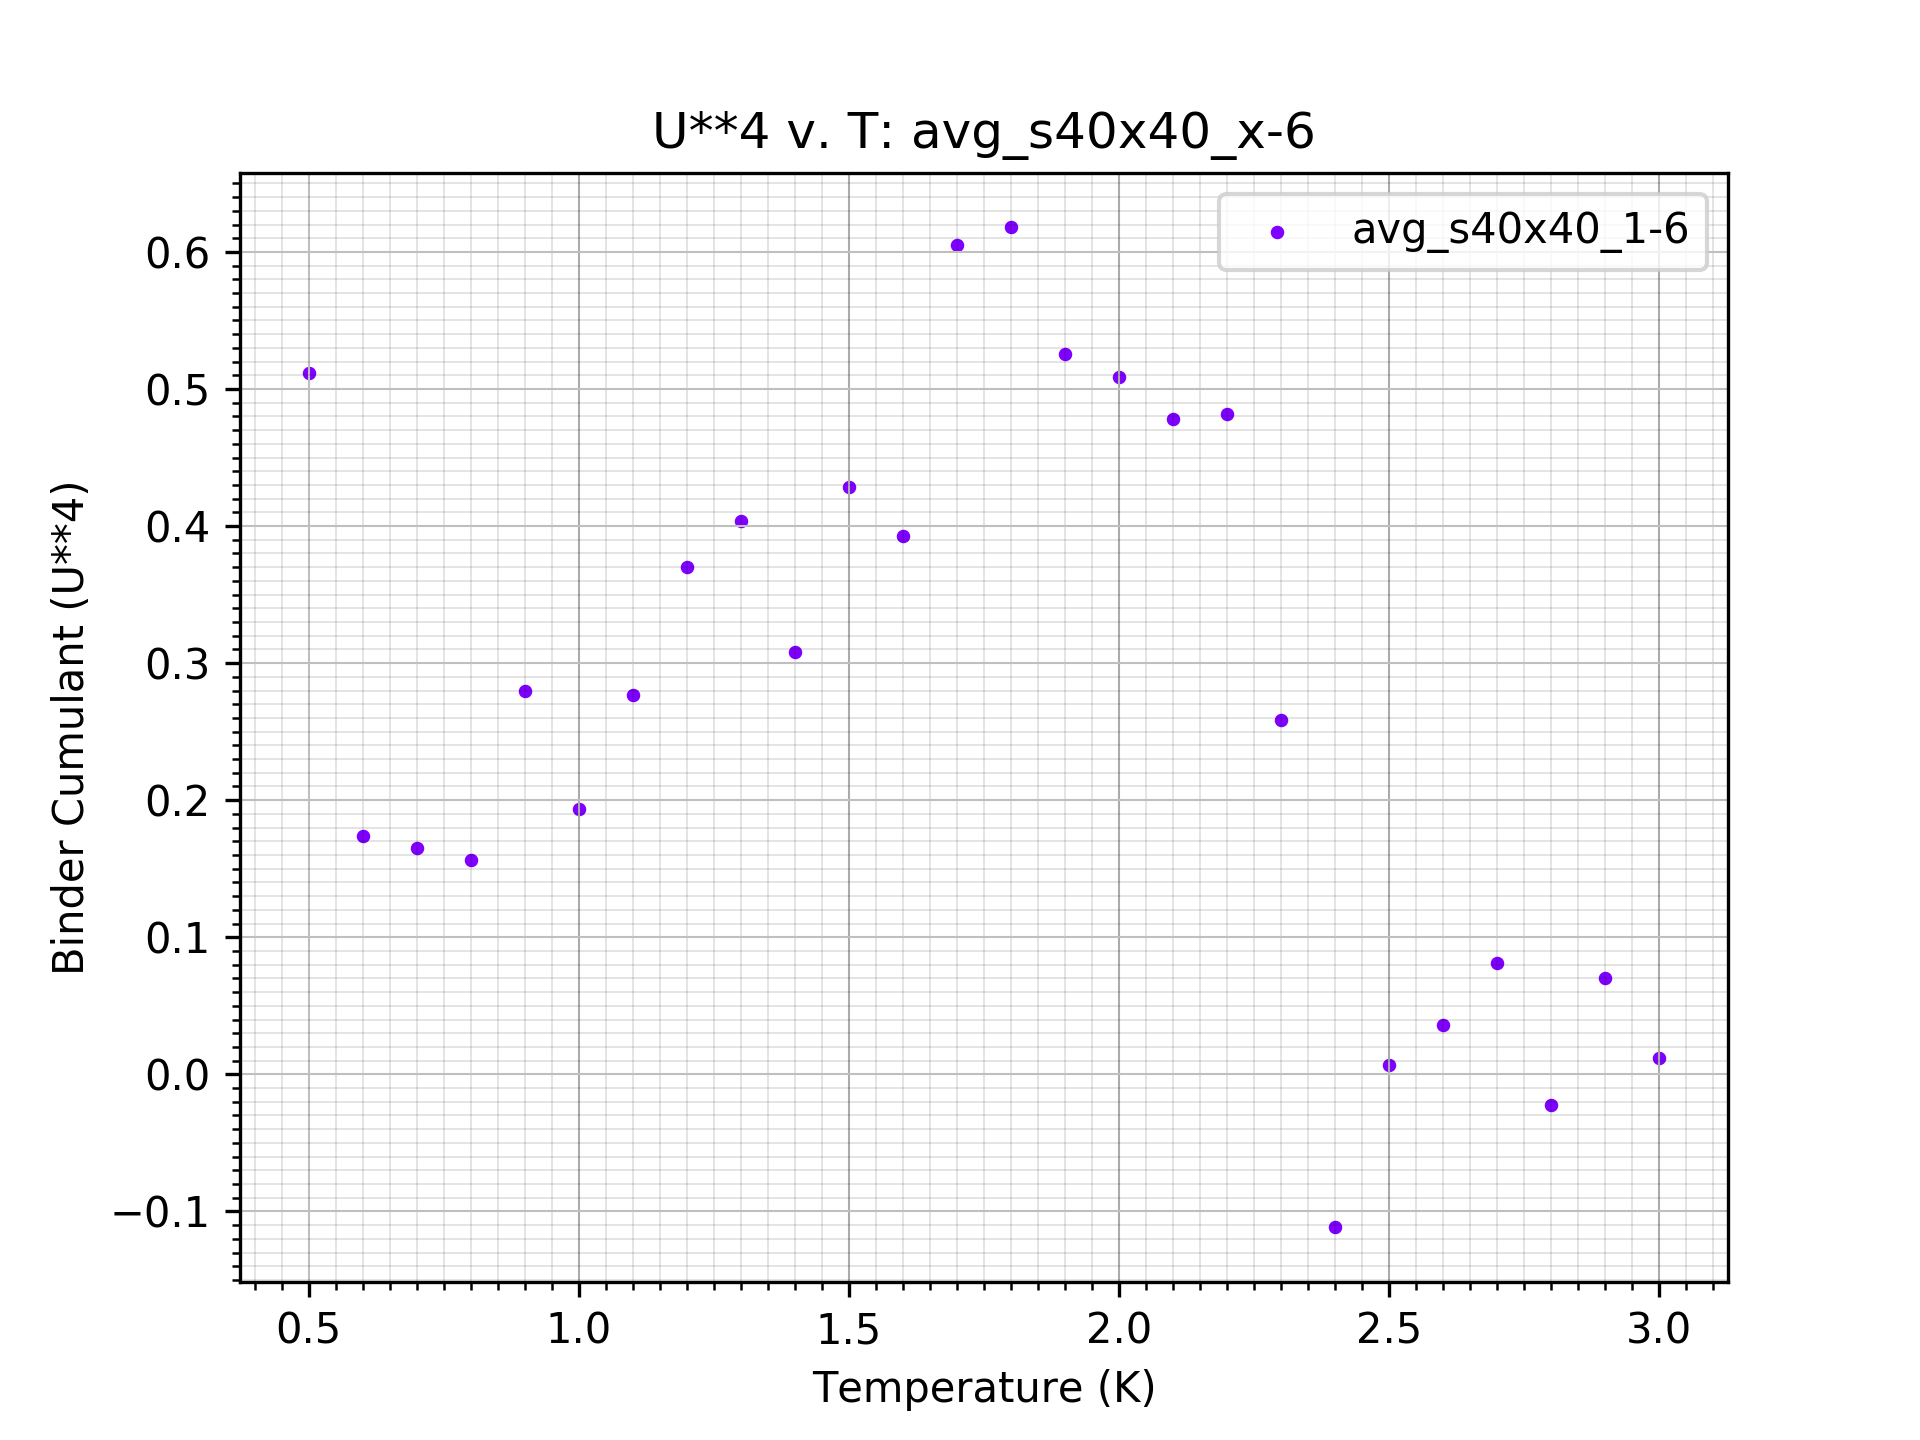 U**4 v. T: avg_s40x40_x-6
avg_s40x40_1-6
Binder Cumulant (U**4)
0.6
0.5
0.4
0.3
0.2
0.1
0.0
−0.1
0.5 1.0 1.5 2.0 2.5 3.0
Temperature (K)